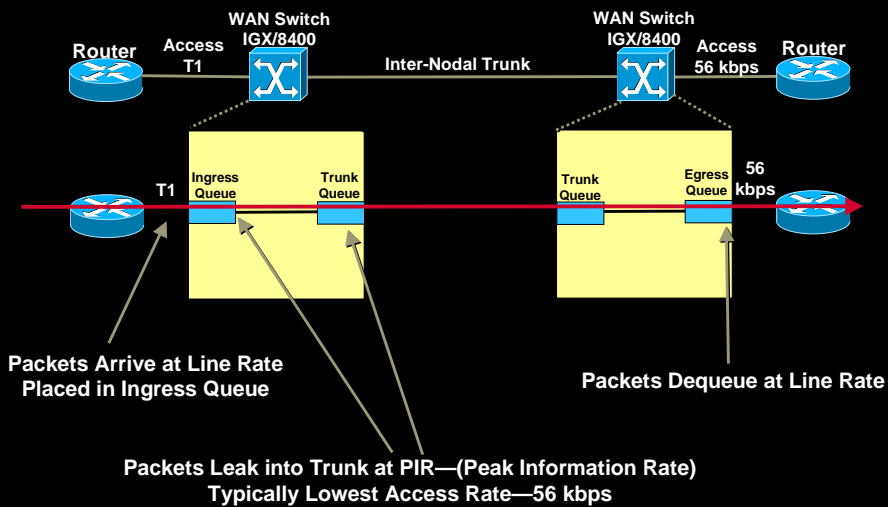 WAN Switch
IGX/8400
WAN Switch
IGX/8400
Router
Access
T1
Inter-Nodal Trunk
Access
56 kbps
Router
T1
Ingress
Queue
Trunk
Queue
Trunk
Queue
Egress
Queue
56
kbps
Packets Arrive at Line Rate
Placed in Ingress Queue
Packets Dequeue at Line Rate
Packets Leak into Trunk at PIR—(Peak Information Rate)
Typically Lowest Access Rate—56 kbps